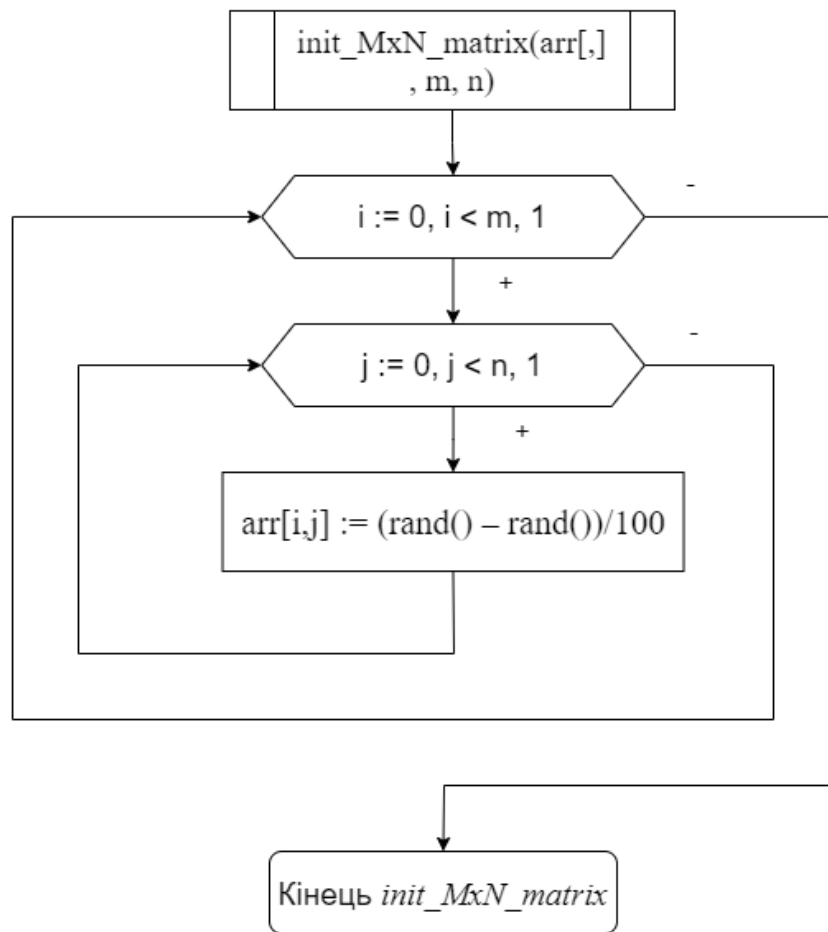 init_MxN_matrix(arr[,]
, m, n)
-
i := 0, i < m, 1
+
-
j := 0, j < n, 1
+
arr[i,j] := (rand() – rand())/100
Кінець init_MxN_matrix